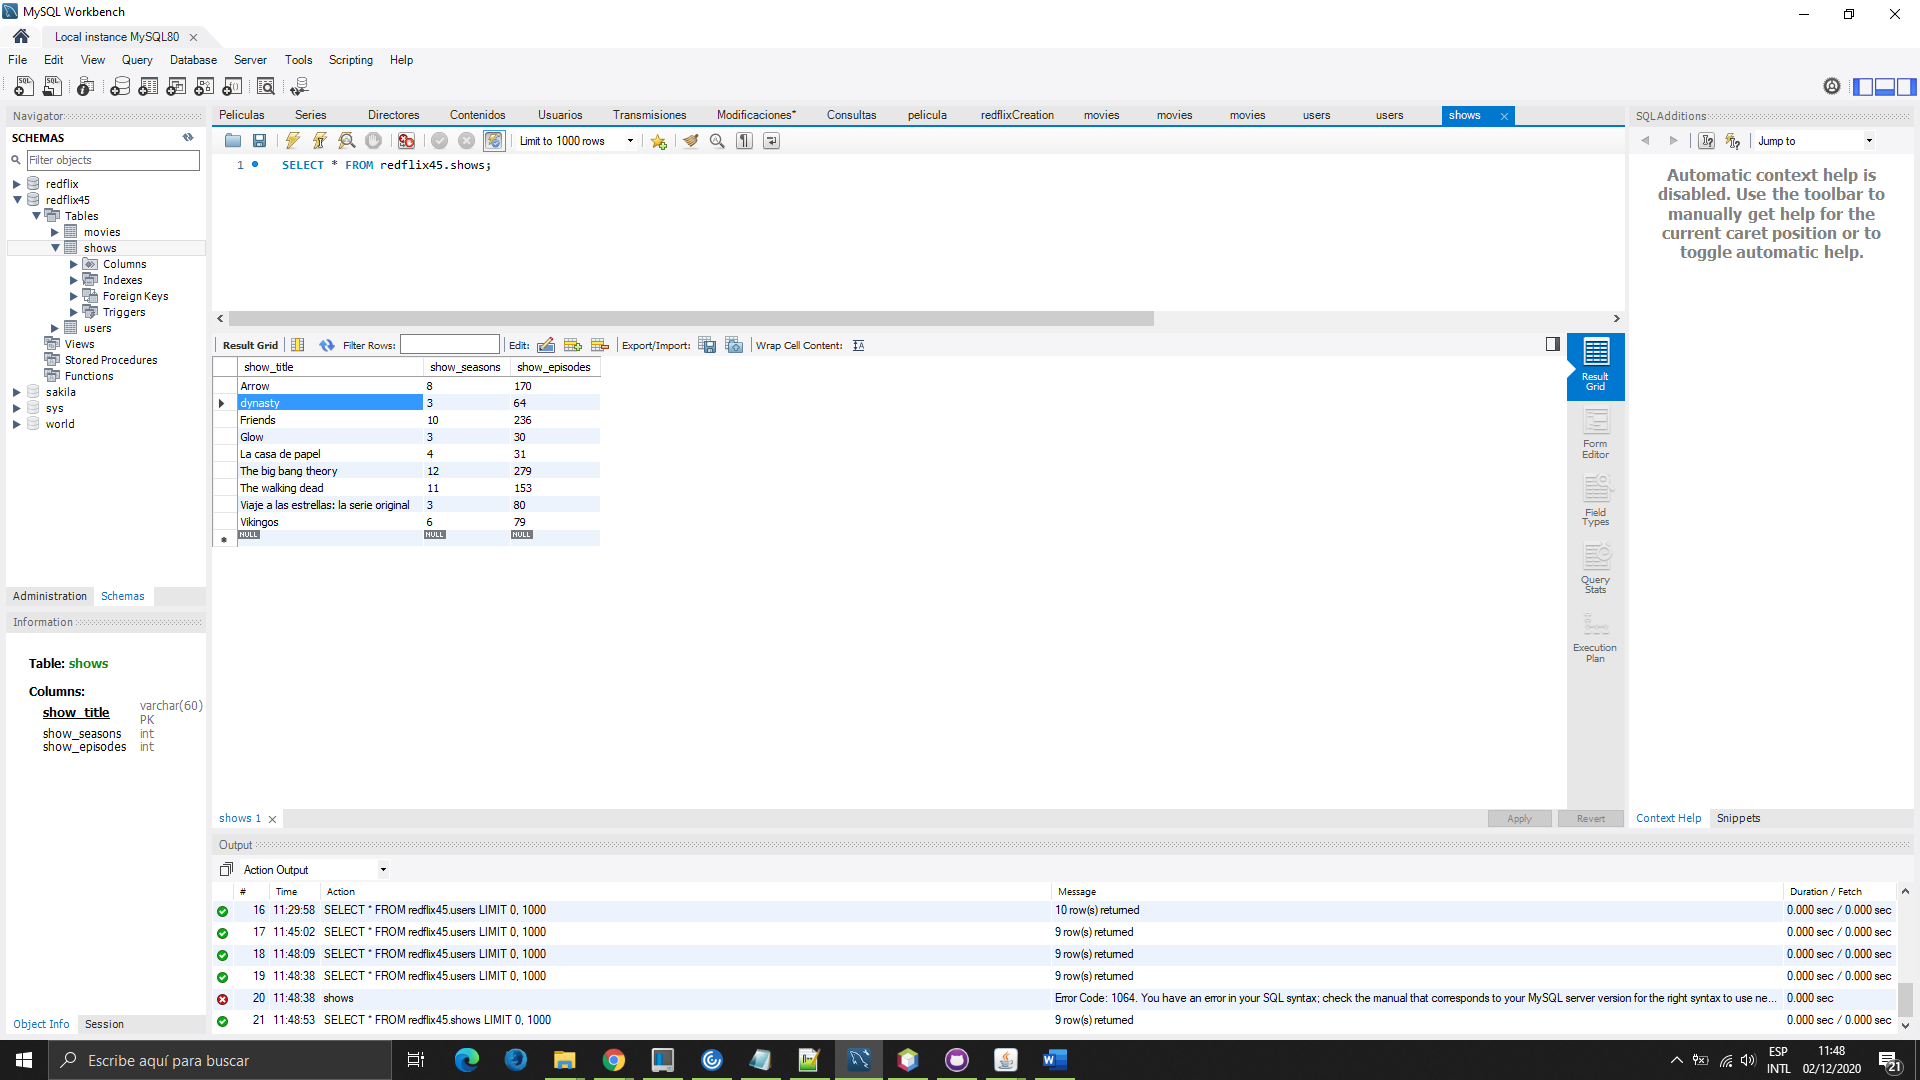 MySQL Workbench
Local instance MySQL80
File Edit View Query Database Server Tools Scripting Help
Navigator
SCHEMAS
Filter objects
redflix
redflix45
Tables
movies
shows
Columns
Indexes
Foreign Keys
Triggers
users
Views
Stored Procedures
Functions
sakila
sys
world
Administration Schemas
Information
Table: shows
Columns:
show_title varchar(60) PK
show_seasons int
show_episodes int
Object Info Session
Peliculas Series Directores Contenidos Usuarios Transmisiones Modificaciones* Consultas pelicula redflixCreation movies movies movies users users shows
Limit to 1000 rows
1 SELECT * FROM redflix45.shows;
Result Grid Filter Rows: Edit: Export/Import: Wrap Cell Content:
show_title show_seasons show_episodes
Arrow 8 170
dynasty 3 64
Friends 10 236
Glow 3 30
La casa de papel 4 31
The big bang theory 12 279
The walking dead 11 153
Viaje a las estrellas: la serie original 3 80
Vikingos 6 79
NULL NULL NULL
Result Grid
Form Editor
Field Types
Query Stats
Execution Plan
shows 1
Apply Revert
SQLAdditions
Jump to
Automatic context help is
disabled. Use the toolbar to
manually get help for the
current caret position or to
toggle automatic help.
Context Help Snippets
Output
Action Output
# Time Action Message Duration / Fetch
16 11:29:58 SELECT * FROM redflix45.users LIMIT 0, 1000 10 row(s) returned 0.000 sec / 0.000 sec
17 11:45:02 SELECT * FROM redflix45.users LIMIT 0, 1000 9 row(s) returned 0.000 sec / 0.000 sec
18 11:48:09 SELECT * FROM redflix45.users LIMIT 0, 1000 9 row(s) returned 0.000 sec / 0.000 sec
19 11:48:38 SELECT * FROM redflix45.users LIMIT 0, 1000 9 row(s) returned 0.000 sec / 0.000 sec
20 11:48:38 shows Error Code: 1064. You have an error in your SQL syntax; check the manual that corresponds to your MySQL server version for the right syntax to use ne... 0.000 sec
21 11:48:53 SELECT * FROM redflix45.shows LIMIT 0, 1000 9 row(s) returned 0.000 sec / 0.000 sec
Escribe aquí para buscar
ESP
INTL
11:48
02/12/2020
21